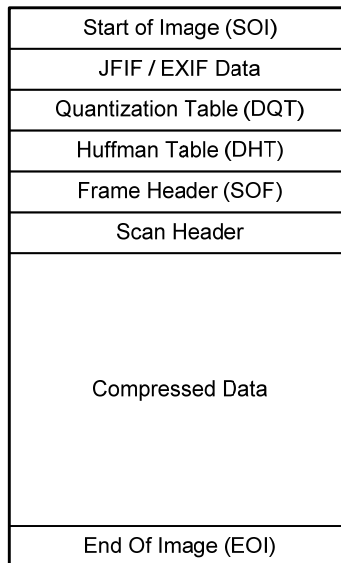 Start of Image (SOI)
JFIF / EXIF Data
Quantization Table (DQT)
Huffman Table (DHT)
Frame Header (SOF)
Scan Header
Compressed Data
End Of Image (EOI)